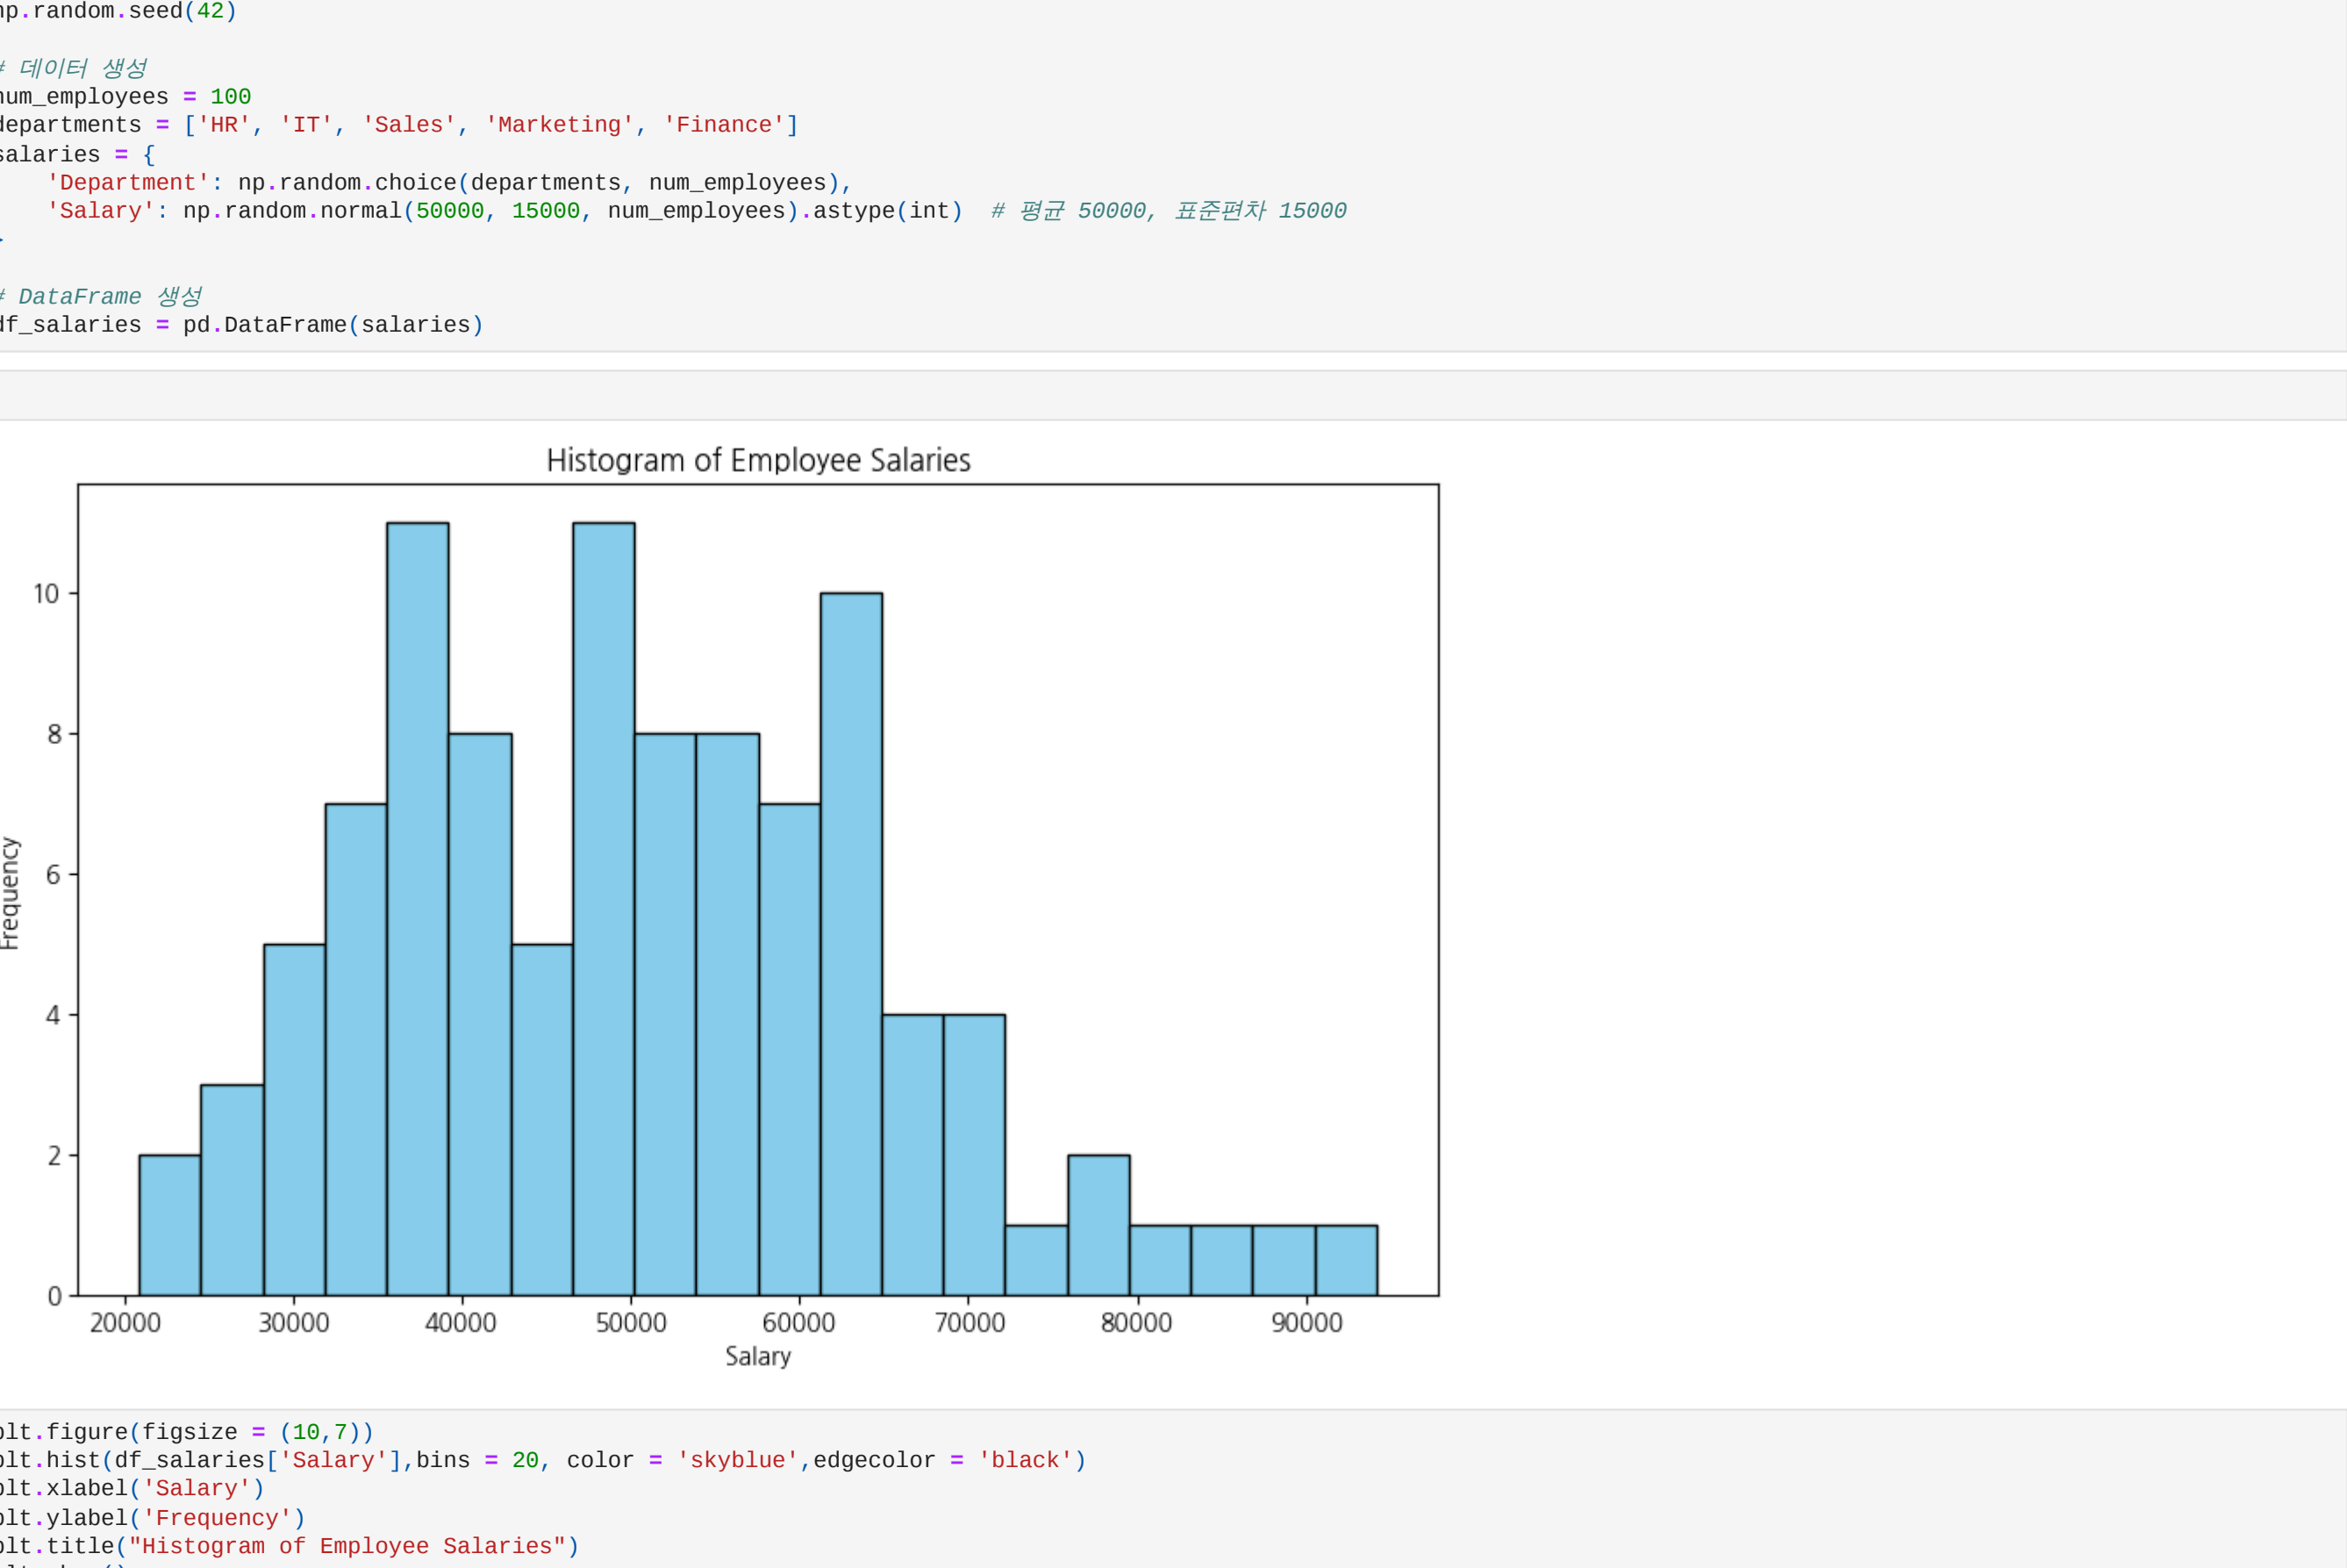 np.random.seed(42)
# 데이터 생성
num_employees = 100
departments = ['HR', 'IT', 'Sales', 'Marketing', 'Finance']
salaries = {
'Department': np.random.choice(departments, num_employees),
'Salary': np.random.normal(50000, 15000, num_employees).astype(int)  # 평균 50000, 표준편차 15000
}
# DataFrame 생성
df_salaries = pd.DataFrame(salaries)
Histogram of Employee Salaries
10
8
6
4
2
0
Frequency
20000 30000 40000 50000 60000 70000 80000 90000
Salary
plt.figure(figsize = (10,7))
plt.hist(df_salaries['Salary'],bins = 20, color = 'skyblue',edgecolor = 'black')
plt.xlabel('Salary')
plt.ylabel('Frequency')
plt.title("Histogram of Employee Salaries")